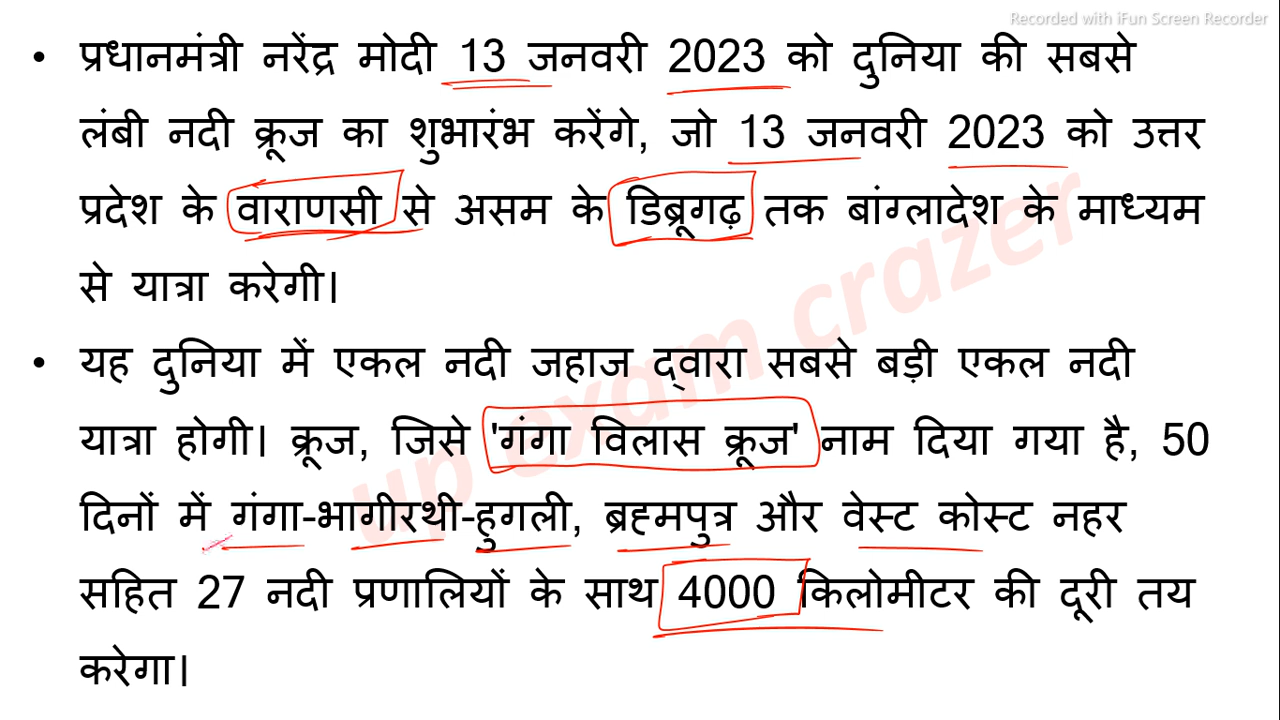 Recorded with iFun Screen Recorder
• प्रधानमंत्री नरेंद्र मोदी 13 जनवरी 2023 को दुनिया की सबसे
लंबी नदी क्रूज का शुभारंभ करेंगे, जो 13 जनवरी 2023 को उत्तर
प्रदेश के वाराणसी से असम के डिब्रूगढ़ तक बांग्लादेश के माध्यम
से यात्रा करेगी।
• यह दुनिया में एकल नदी जहाज द्वारा सबसे बड़ी एकल नदी
यात्रा होगी। क्रूज, जिसे 'गंगा विलास क्रूज' नाम दिया गया है, 50
दिनों में गंगा-भागीरथी-हुगली, ब्रह्मपुत्र और वेस्ट कोस्ट नहर
सहित 27 नदी प्रणालियों के साथ 4000 किलोमीटर की दूरी तय
करेगा।
up exam crazer